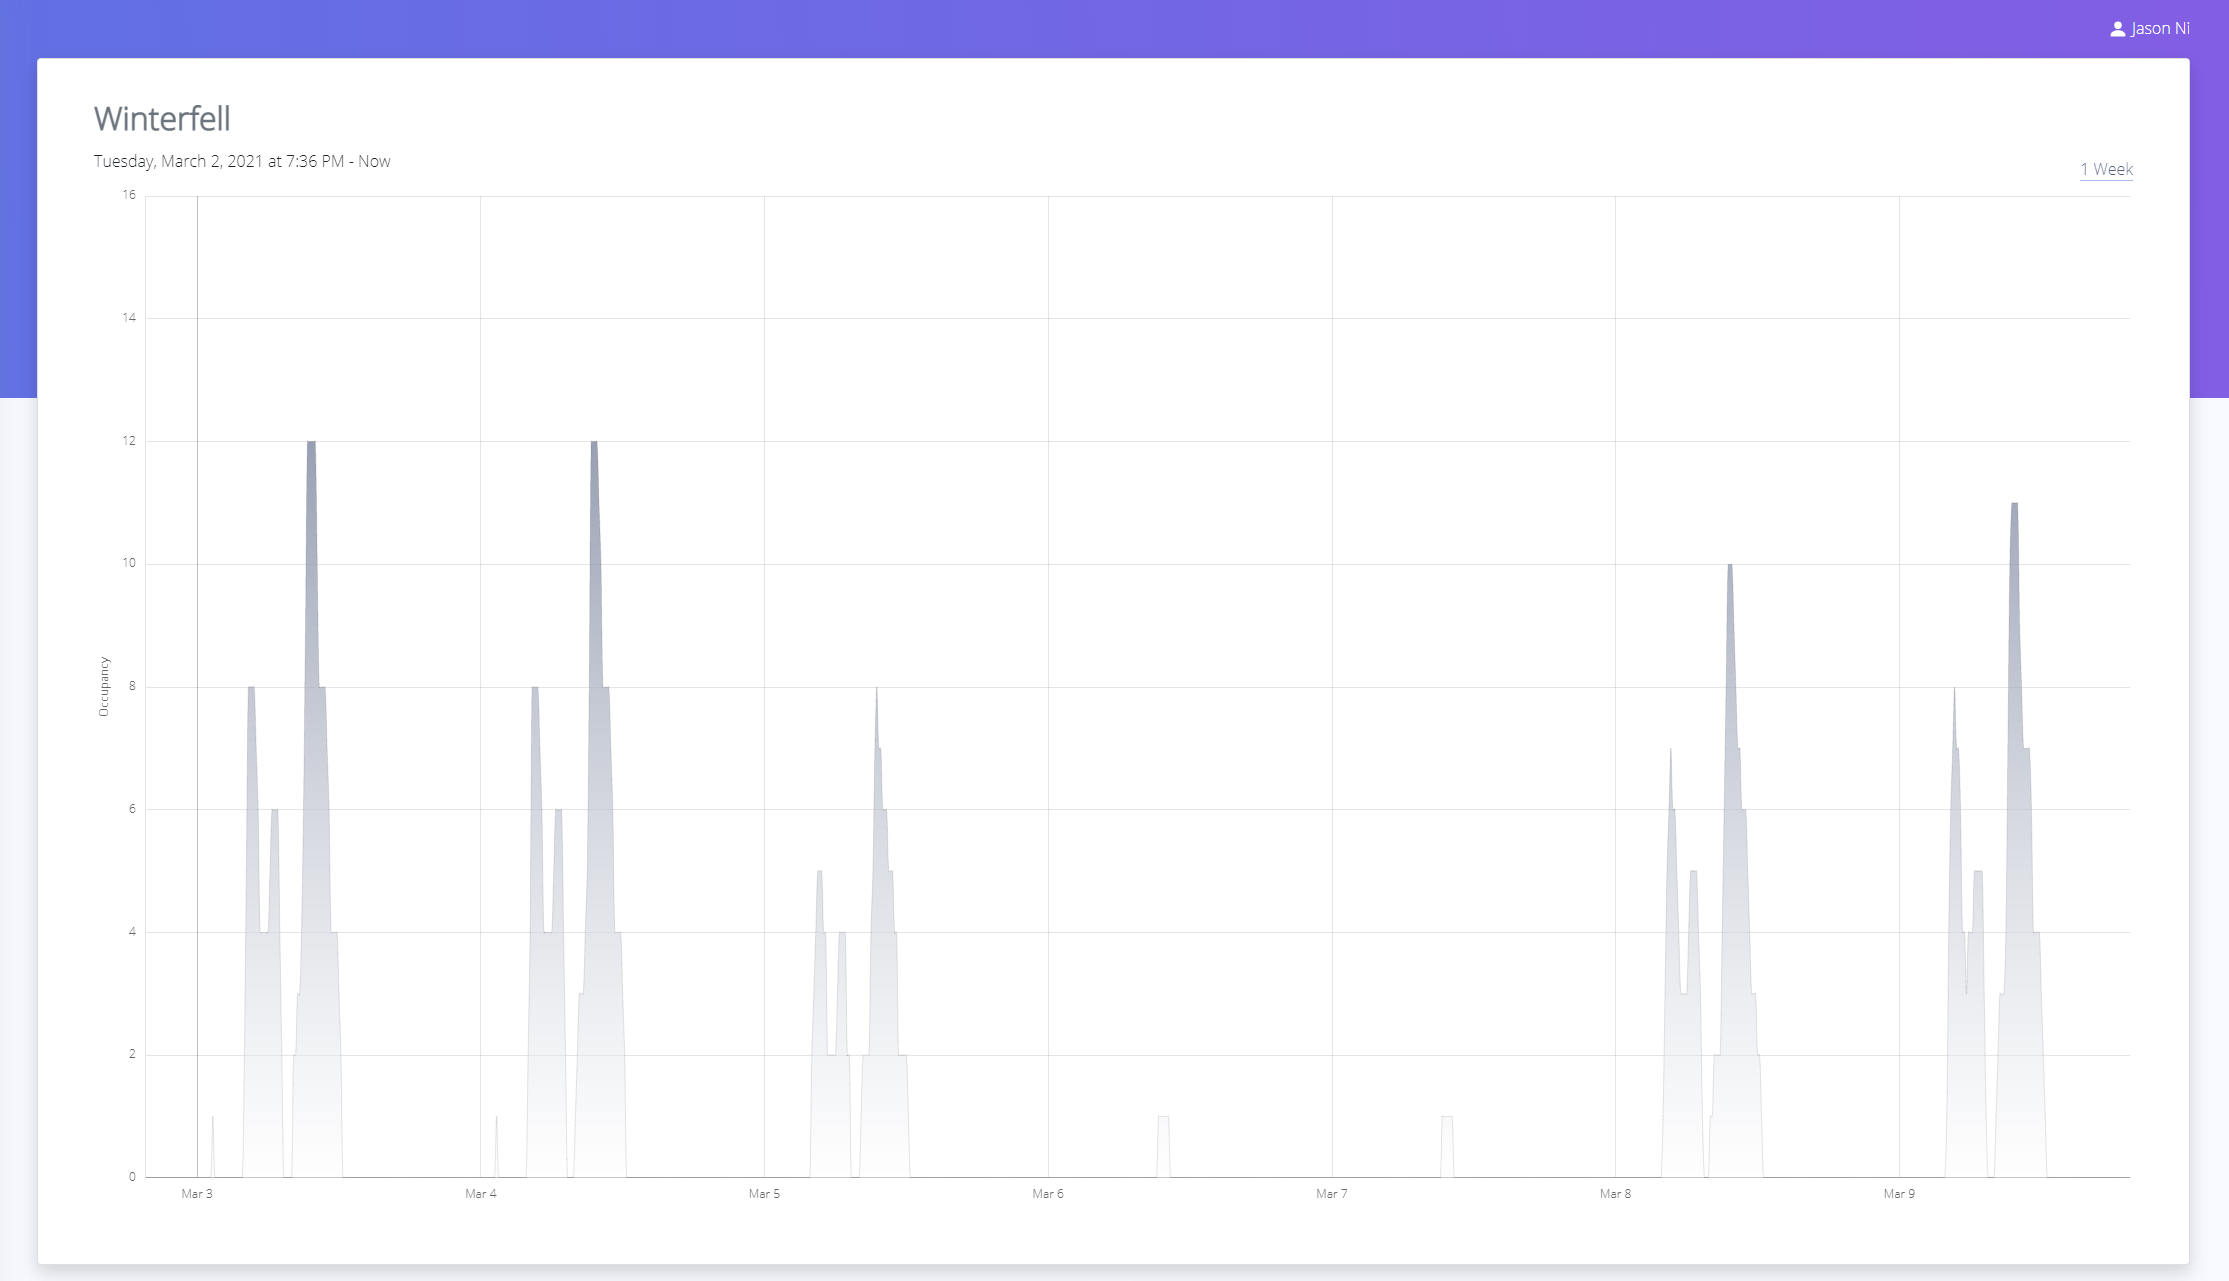 Jason Ni
Winterfell
Tuesday, March 2, 2021 at 7:36 PM - Now
1 Week
16
14
12
10
8
6
4
2
0
Occupancy
Mar 3
Mar 4
Mar 5
Mar 6
Mar 7
Mar 8
Mar 9